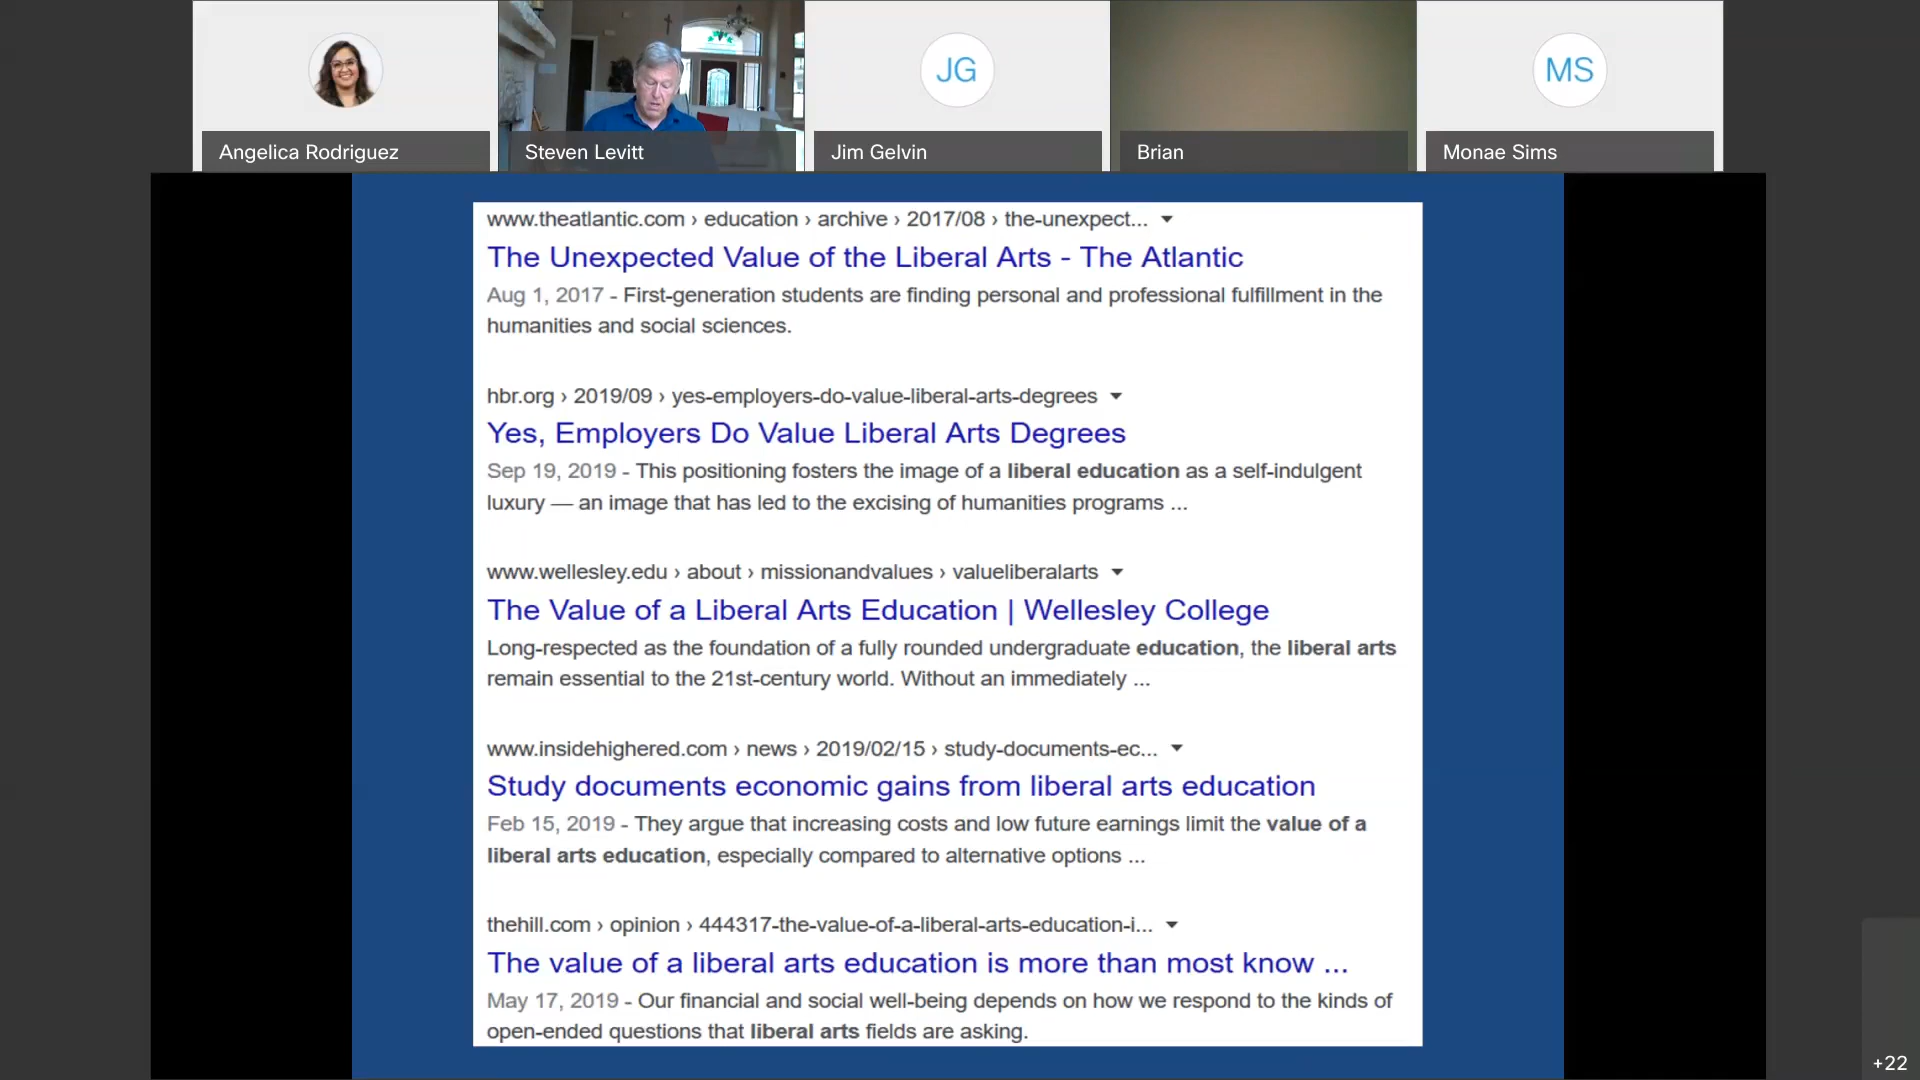 JG
MS
Angelica Rodriguez
Steven Levitt
Jim Gelvin
Brian
Monae Sims
www.theatlantic.com › education › archive › 2017/08 › the-unexpect...
The Unexpected Value of the Liberal Arts - The Atlantic
Aug 1, 2017 - First-generation students are finding personal and professional fulfillment in the
humanities and social sciences.
hbr.org › 2019/09 › yes-employers-do-value-liberal-arts-degrees
Yes, Employers Do Value Liberal Arts Degrees
Sep 19, 2019 - This positioning fosters the image of a liberal education as a self-indulgent
luxury — an image that has led to the excising of humanities programs ...
www.wellesley.edu › about › missionandvalues › valueliberalarts
The Value of a Liberal Arts Education | Wellesley College
Long-respected as the foundation of a fully rounded undergraduate education, the liberal arts
remain essential to the 21st-century world. Without an immediately ...
www.insidehighered.com › news › 2019/02/15 › study-documents-ec...
Study documents economic gains from liberal arts education
Feb 15, 2019 - They argue that increasing costs and low future earnings limit the value of a
liberal arts education, especially compared to alternative options ...
thehill.com › opinion › 444317-the-value-of-a-liberal-arts-education-i...
The value of a liberal arts education is more than most know ...
May 17, 2019 - Our financial and social well-being depends on how we respond to the kinds of
open-ended questions that liberal arts fields are asking.
+22